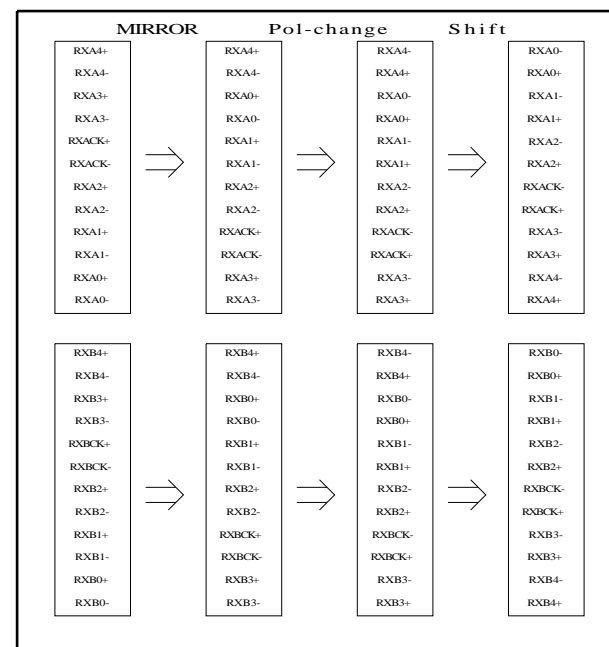 MIRROR Pol-change Shift
RXA4+ RXA4+ RXA4- RXA0-
RXA4- RXA4- RXA4+ RXA0+
RXA3+ RXA0+ RXA0- RXA1-
RXA3- RXA0- RXA0+ RXA1+
RXACK+ RXA1+ RXA1- RXA2-
RXACK- RXA1- RXA1+ RXA2+
RXA2+ RXA2+ RXA2- RXACK-
RXA2- RXA2- RXA2+ RXACK+
RXA1+ RXACK+ RXACK- RXA3-
RXA1- RXACK- RXACK+ RXA3+
RXA0+ RXA3+ RXA3- RXA4-
RXA0- RXA3- RXA3+ RXA4+
RXB4+ RXB4+ RXB4- RXB0-
RXB4- RXB4- RXB4+ RXB0+
RXB3+ RXB0+ RXB0- RXB1-
RXB3- RXB0- RXB0+ RXB1+
RXBCK+ RXB1+ RXB1- RXB2-
RXBCK- RXB1- RXB1+ RXB2+
RXB2+ RXB2+ RXB2- RXBCK-
RXB2- RXB2- RXB2+ RXBCK+
RXB1+ RXBCK+ RXBCK- RXB3-
RXB1- RXBCK- RXBCK+ RXB3+
RXB0+ RXB3+ RXB3- RXB4-
RXB0- RXB3- RXB3+ RXB4+